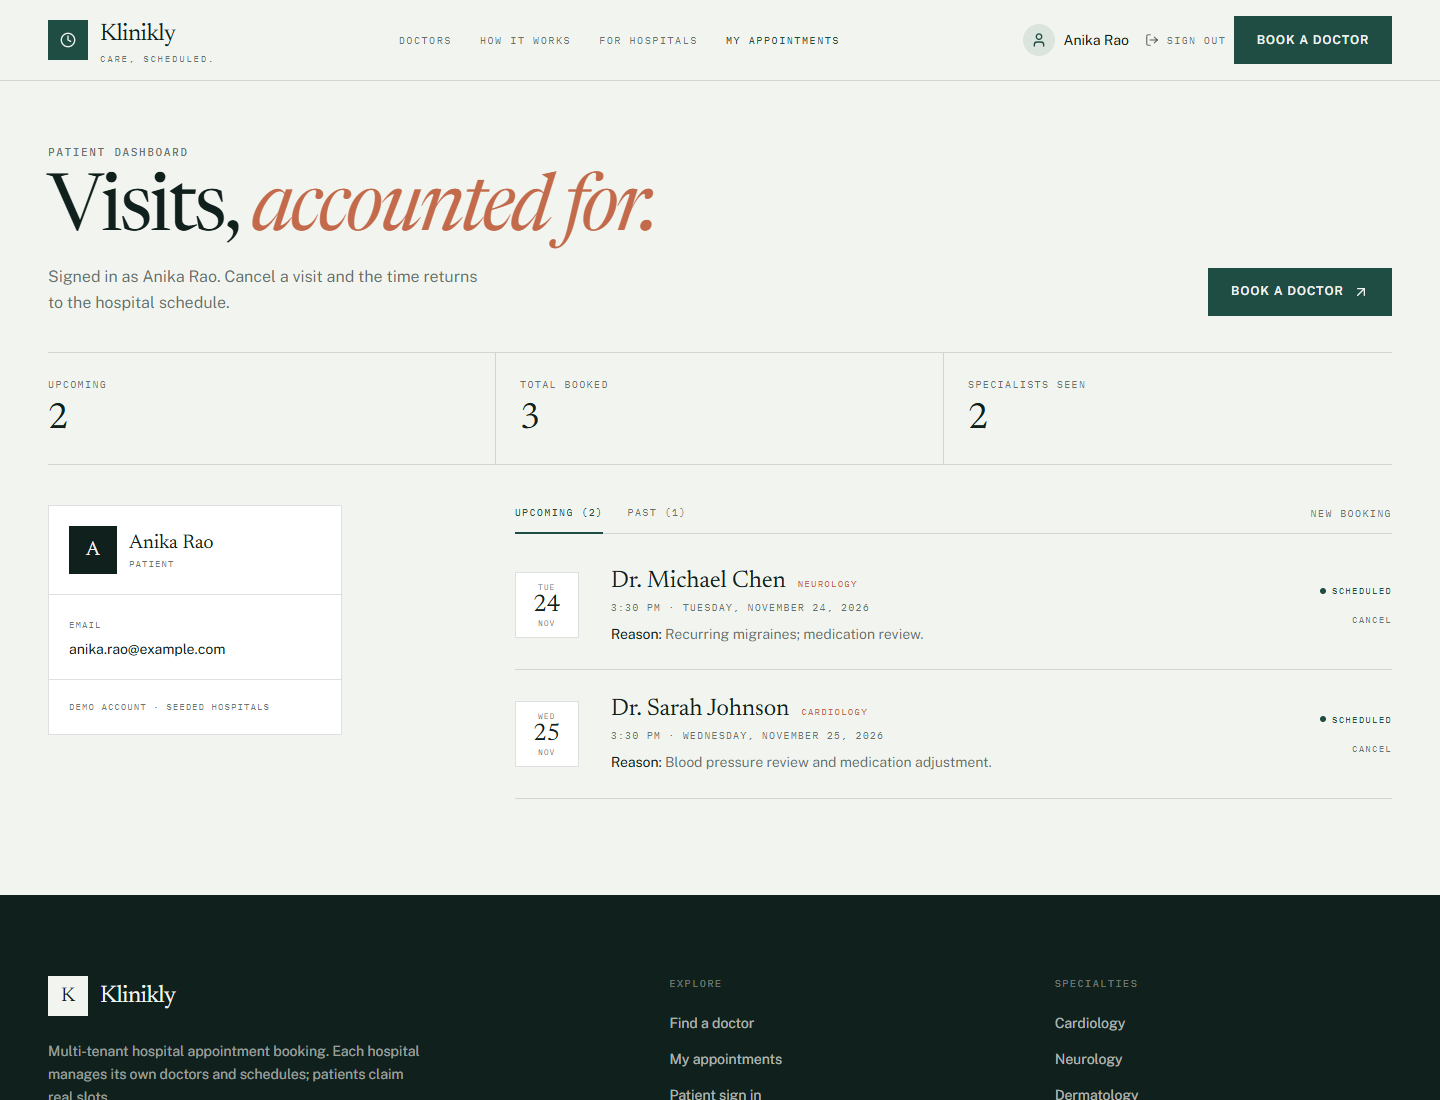 Klinikly
CARE, SCHEDULED.
DOCTORS
HOW IT WORKS
FOR HOSPITALS
MY APPOINTMENTS
Anika Rao
SIGN OUT
BOOK A DOCTOR
PATIENT DASHBOARD
Visits, accounted for.
Signed in as Anika Rao. Cancel a visit and the time returns
to the hospital schedule.
BOOK A DOCTOR
UPCOMING
2
TOTAL BOOKED
3
SPECIALISTS SEEN
2
A
Anika Rao
PATIENT
EMAIL
anika.rao@example.com
DEMO ACCOUNT · SEEDED HOSPITALS
UPCOMING (2)
PAST (1)
NEW BOOKING
TUE
24
NOV
Dr. Michael Chen NEUROLOGY
3:30 PM · TUESDAY, NOVEMBER 24, 2026
Reason: Recurring migraines; medication review.
SCHEDULED
CANCEL
WED
25
NOV
Dr. Sarah Johnson CARDIOLOGY
3:30 PM · WEDNESDAY, NOVEMBER 25, 2026
Reason: Blood pressure review and medication adjustment.
SCHEDULED
CANCEL
K
Klinikly
Multi-tenant hospital appointment booking. Each hospital
manages its own doctors and schedules; patients claim
real slots.
EXPLORE
Find a doctor
My appointments
Patient sign in
SPECIALTIES
Cardiology
Neurology
Dermatology